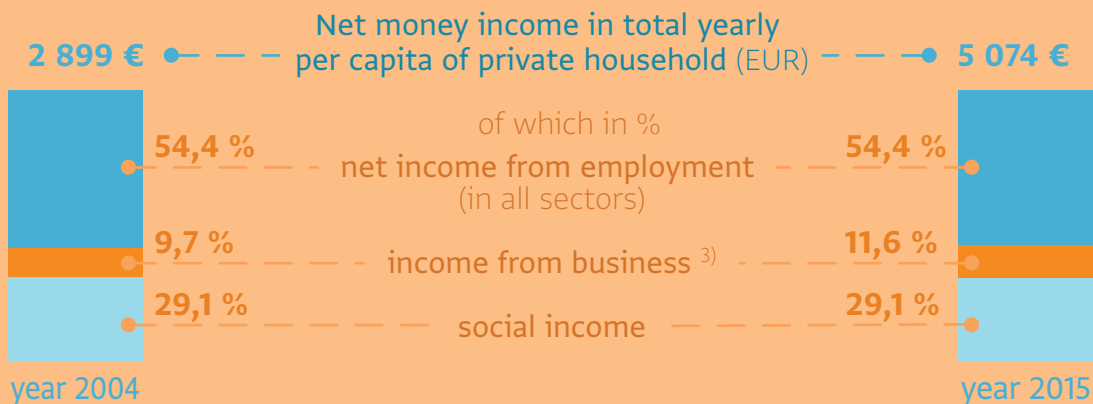 Net money income in total yearly
2 899 € per capita of private household (EUR) 5 074 €
of which in %
54,4 % 54,4 %
net income from employment
(in all sectors)
9,7 % 11,6 %
income from business 3)
29,1 % 29,1 %
social income
year 2004 year 2015